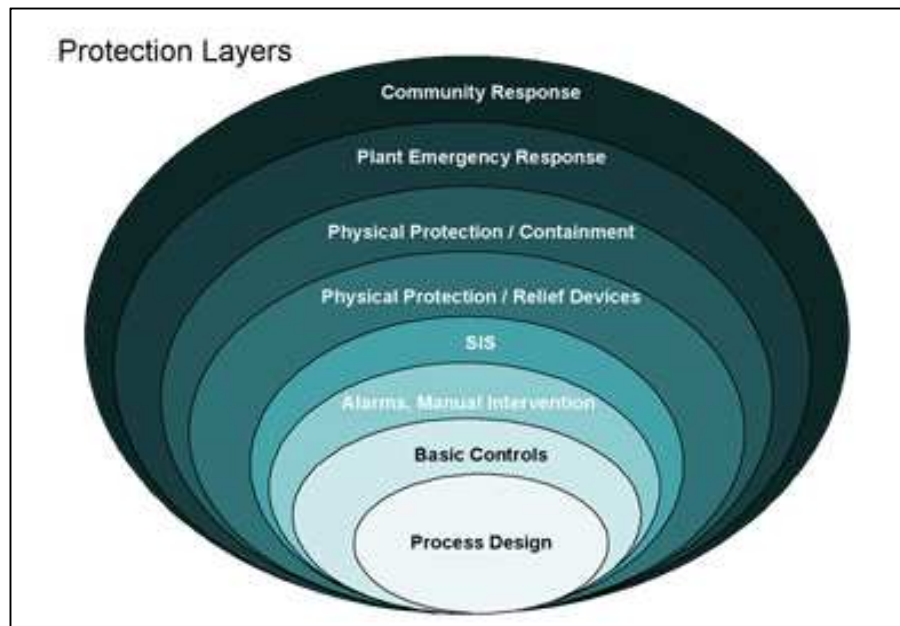 Protection Layers
Community Response
Plant Emergency Response
Physical Protection / Containment
Physical Protection / Relief Devices
SIS
Alarms, Manual Intervention
Basic Controls
Process Design